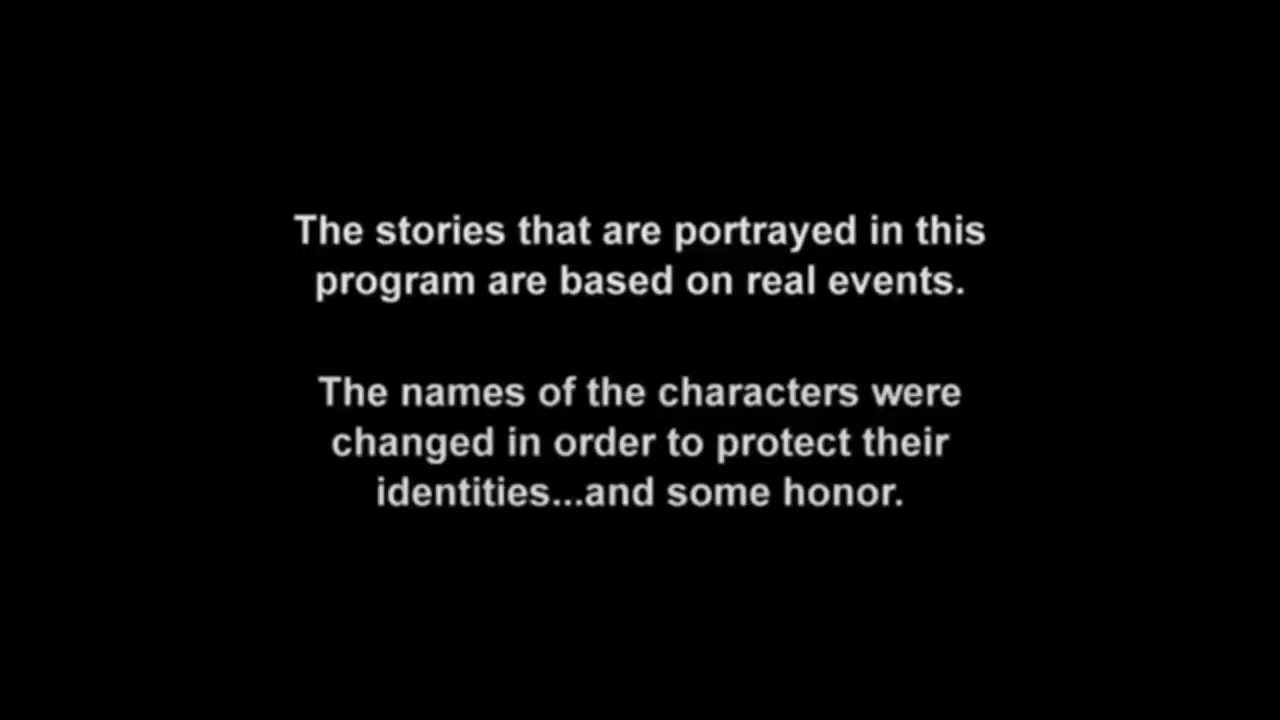 The stories that are portrayed in this
program are based on real events.
The names of the characters were
changed in order to protect their
identities...and some honor.